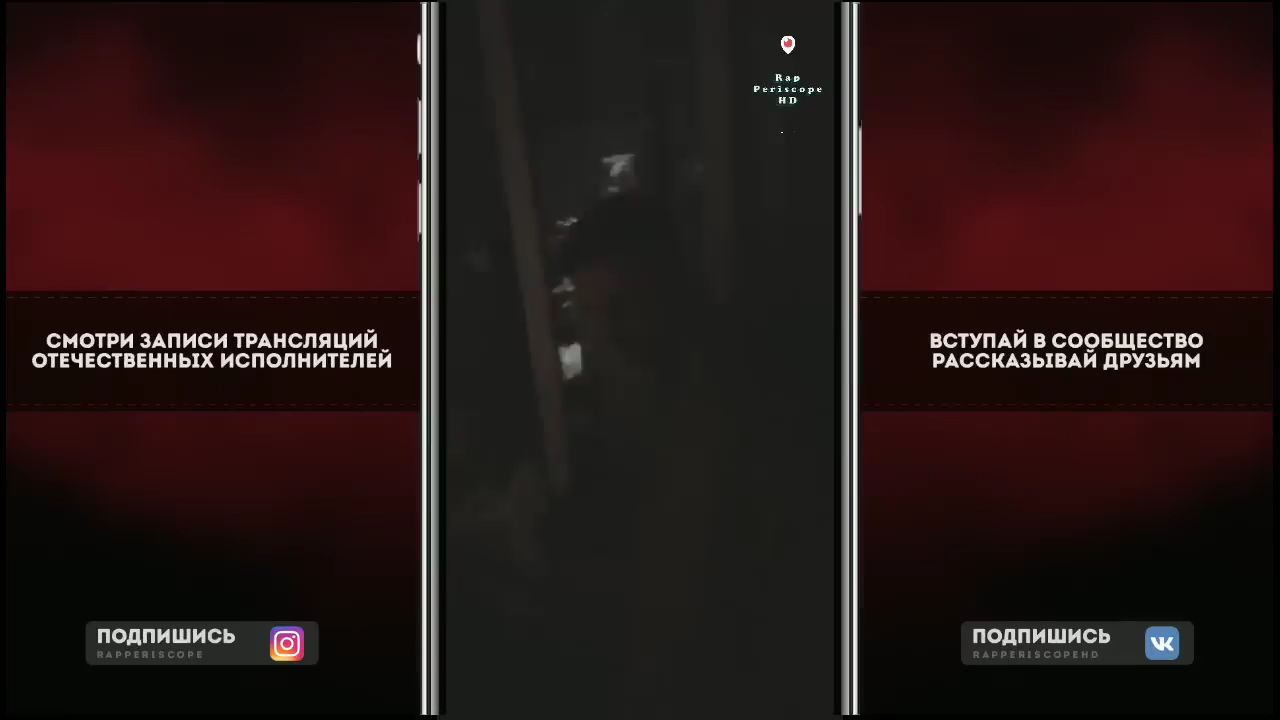 Rap
Periscope
HD
СМОТРИ ЗАПИСИ ТРАНСЛЯЦИЙ
ОТЕЧЕСТВЕННЫХ ИСПОЛНИТЕЛЕЙ
ВСТУПАЙ В СООБЩЕСТВО
РАССКАЗЫВАЙ ДРУЗЬЯМ
ПОДПИШИСЬ
RAPPERISCOPE
ПОДПИШИСЬ
RAPPERISCOPEHD